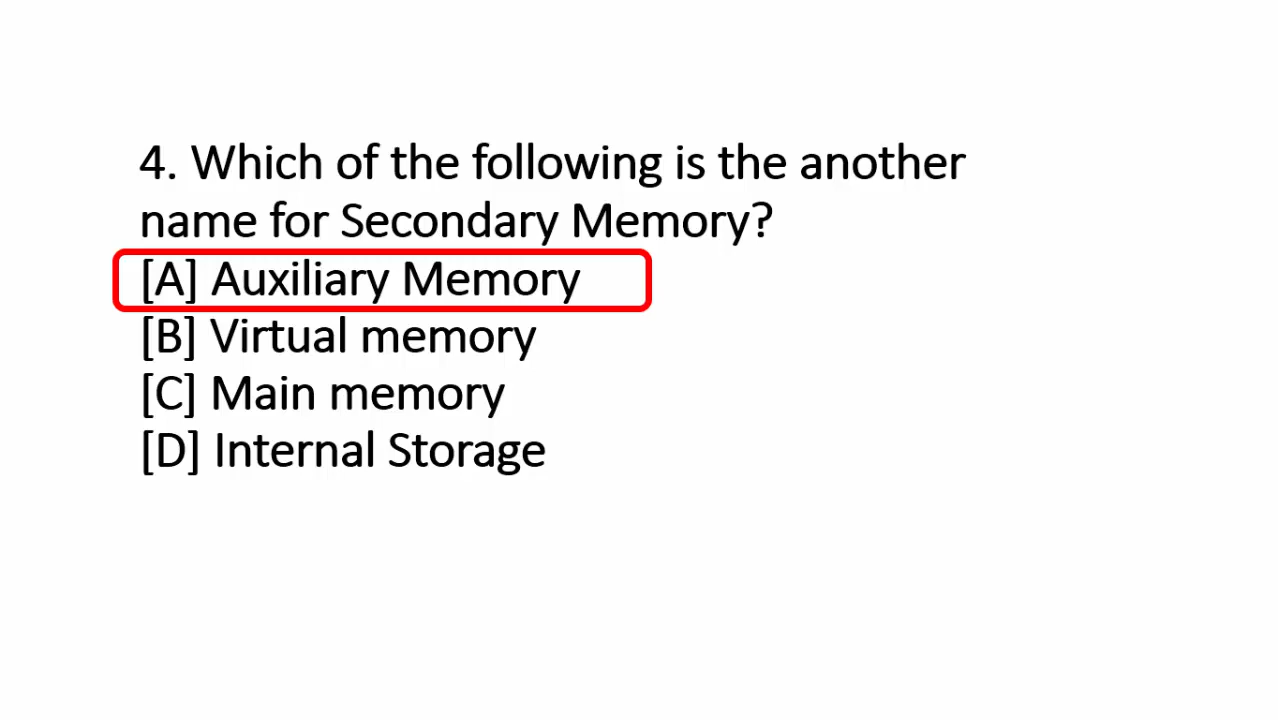 4. Which of the following is the another
name for Secondary Memory?
[A] Auxiliary Memory
[B] Virtual memory
[C] Main memory
[D] Internal Storage